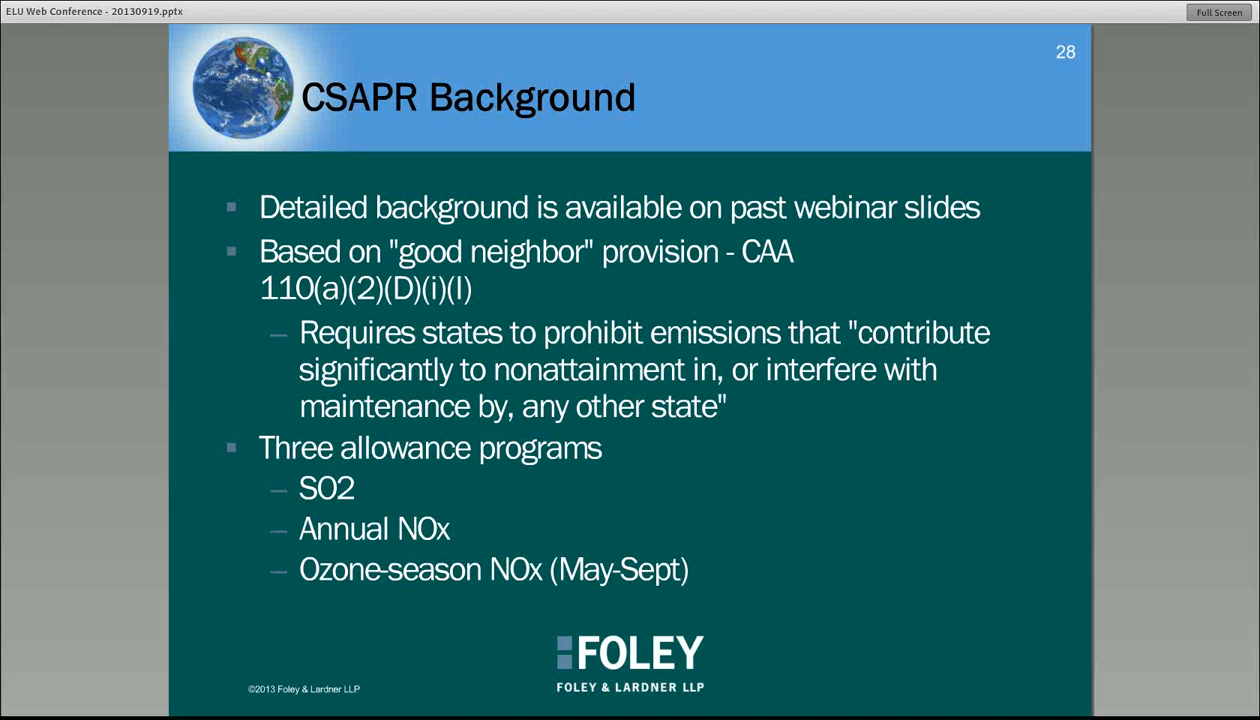 ELU Web Conference - 20130919.pptx
Full Screen
28
CSAPR Background
Detailed background is available on past webinar slides
Based on "good neighbor" provision - CAA
110(a)(2)(D)(i)(I)
– Requires states to prohibit emissions that "contribute
significantly to nonattainment in, or interfere with
maintenance by, any other state"
Three allowance programs
– SO2
– Annual NOx
– Ozone-season NOx (May-Sept)
FOLEY
FOLEY & LARDNER LLP
©2013 Foley & Lardner LLP